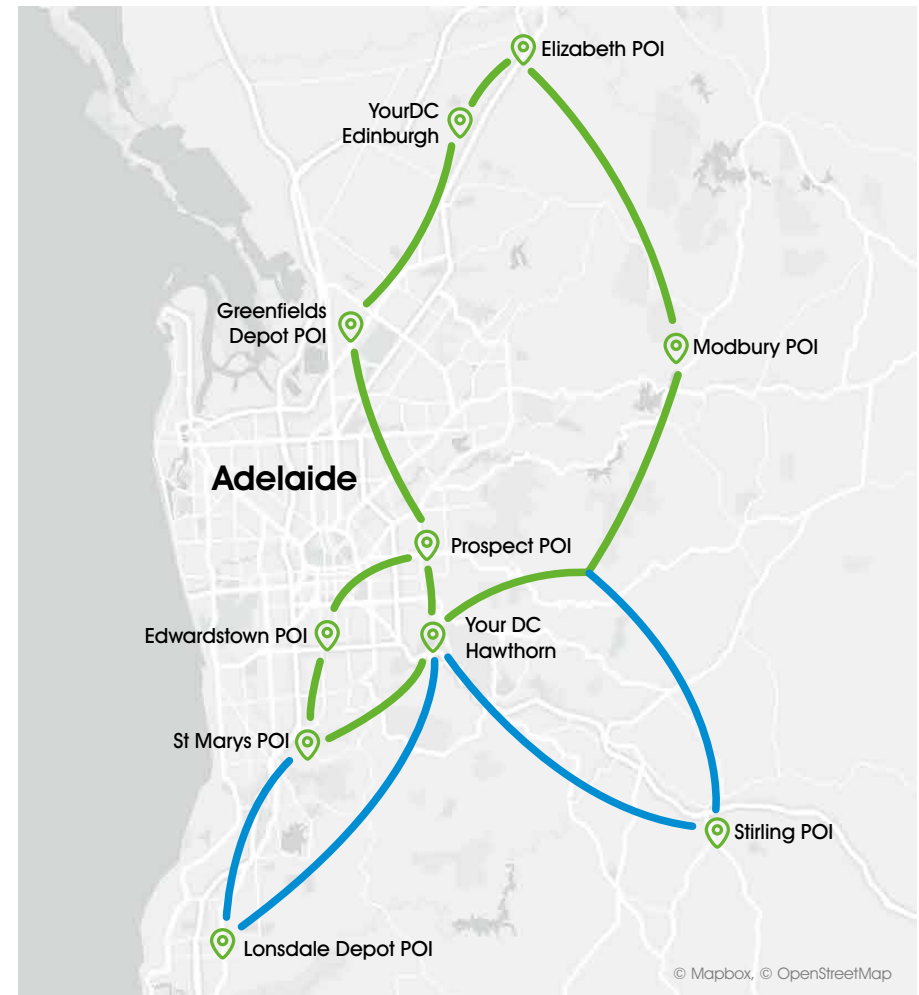 Elizabeth POI
YourDC
Edinburgh
Greenfields
Depot POI
Modbury POI
Adelaide
Prospect POI
Your DC
Hawthorn
Edwardstown POI
St Marys POI
Stirling POI
Lonsdale Depot POI
© Mapbox, © OpenStreetMap